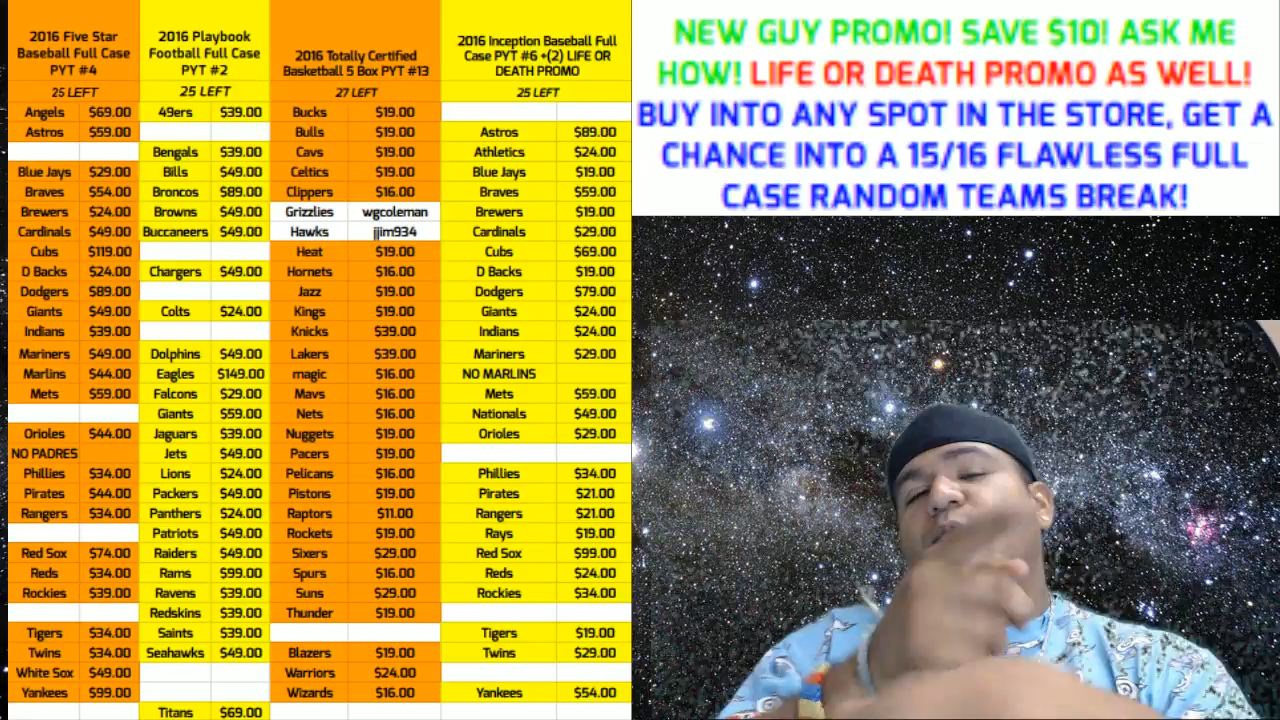 2016 Five Star
Baseball Full Case
PYT #4
25 LEFT
Angels $69.00
Astros $59.00
Blue Jays $29.00
Braves $54.00
Brewers $24.00
Cardinals $49.00
Cubs $119.00
D Backs $24.00
Dodgers $89.00
Giants $49.00
Indians $39.00
Mariners $49.00
Marlins $44.00
Mets $59.00
Orioles $44.00
NO PADRES
Phillies $34.00
Pirates $44.00
Rangers $34.00
Red Sox $74.00
Reds $34.00
Rockies $39.00
Tigers $34.00
Twins $34.00
White Sox $49.00
Yankees $99.00
2016 Playbook
Football Full Case
PYT #2
25 LEFT
49ers $39.00
Bengals $39.00
Bills $49.00
Broncos $89.00
Browns $49.00
Buccaneers $49.00
Chargers $49.00
Colts $24.00
Dolphins $49.00
Eagles $149.00
Falcons $29.00
Giants $59.00
Jaguars $39.00
Jets $49.00
Lions $24.00
Packers $49.00
Panthers $24.00
Patriots $49.00
Raiders $49.00
Rams $99.00
Ravens $39.00
Redskins $39.00
Saints $39.00
Seahawks $49.00
Titans $69.00
2016 Totally Certified
Basketball 5 Box PYT #13
27 LEFT
Bucks $19.00
Bulls $19.00
Cavs $19.00
Celtics $19.00
Clippers $16.00
Grizzlies wgcoleman
Hawks jjim934
Heat $19.00
Hornets $16.00
Jazz $19.00
Kings $19.00
Knicks $39.00
Lakers $39.00
magic $16.00
Mavs $16.00
Nets $16.00
Nuggets $19.00
Pacers $19.00
Pelicans $16.00
Pistons $19.00
Raptors $11.00
Rockets $19.00
Sixers $29.00
Spurs $16.00
Suns $29.00
Thunder $19.00
Blazers $19.00
Warriors $24.00
Wizards $16.00
2016 Inception Baseball Full
Case PYT #6 +(2) LIFE OR
DEATH PROMO
25 LEFT
Astros $89.00
Athletics $24.00
Blue Jays $19.00
Braves $59.00
Brewers $19.00
Cardinals $29.00
Cubs $69.00
D Backs $19.00
Dodgers $79.00
Giants $24.00
Indians $24.00
Mariners $29.00
NO MARLINS
Mets $59.00
Nationals $49.00
Orioles $29.00
Phillies $34.00
Pirates $21.00
Rangers $21.00
Rays $19.00
Red Sox $99.00
Reds $24.00
Rockies $34.00
Tigers $19.00
Twins $29.00
Yankees $54.00
NEW GUY PROMO! SAVE $10! ASK ME
HOW! LIFE OR DEATH PROMO AS WELL!
BUY INTO ANY SPOT IN THE STORE, GET A
CHANCE INTO A 15/16 FLAWLESS FULL
CASE RANDOM TEAMS BREAK!